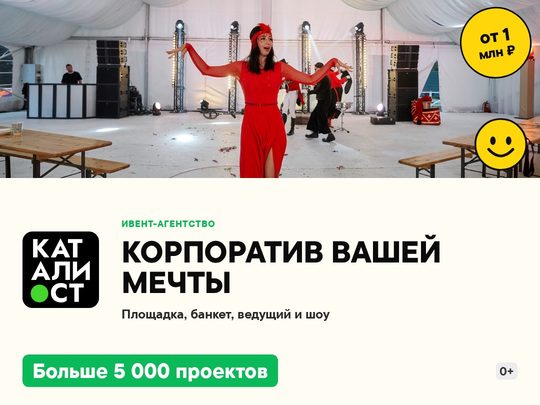 от 1
млн ₽
ИВЕНТ-АГЕНТСТВО
КАТ
АЛИ
ОСТ
КОРПОРАТИВ ВАШЕЙ
МЕЧТЫ
Площадка, банкет, ведущий и шоу
Больше 5 000 проектов
0+